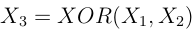 X_3 = XOR(X_1, X_2)